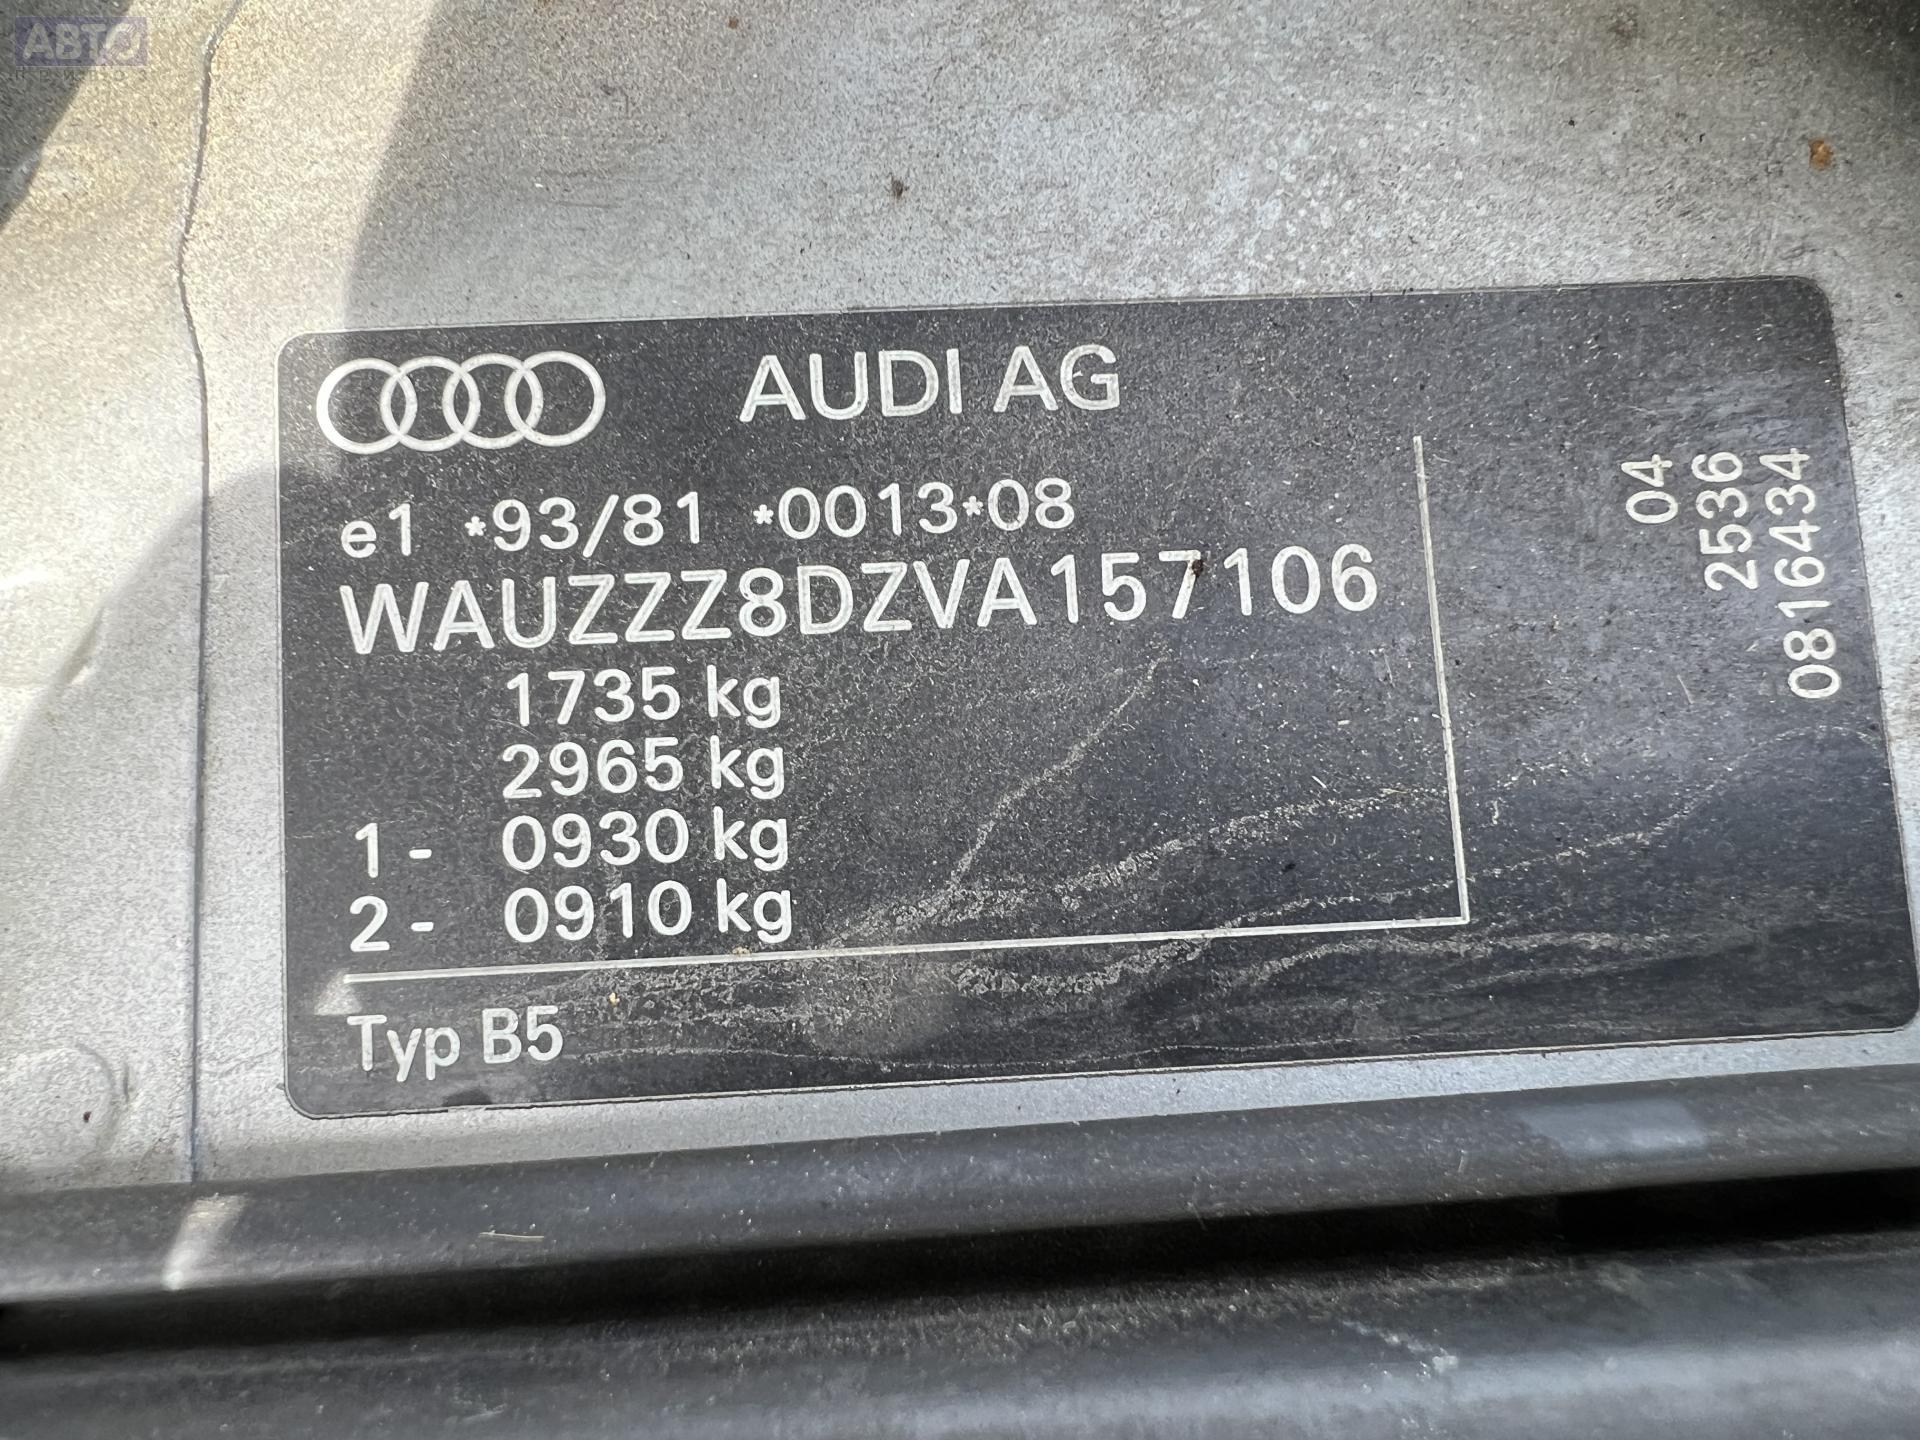 АВТО
AUDI AG
e1 *93/81 *0013*08
WAUZZZ8DZVA157106
1735 kg
2965 kg
1 - 0930 kg
2 - 0910 kg
Typ B5
04
2536
0816434